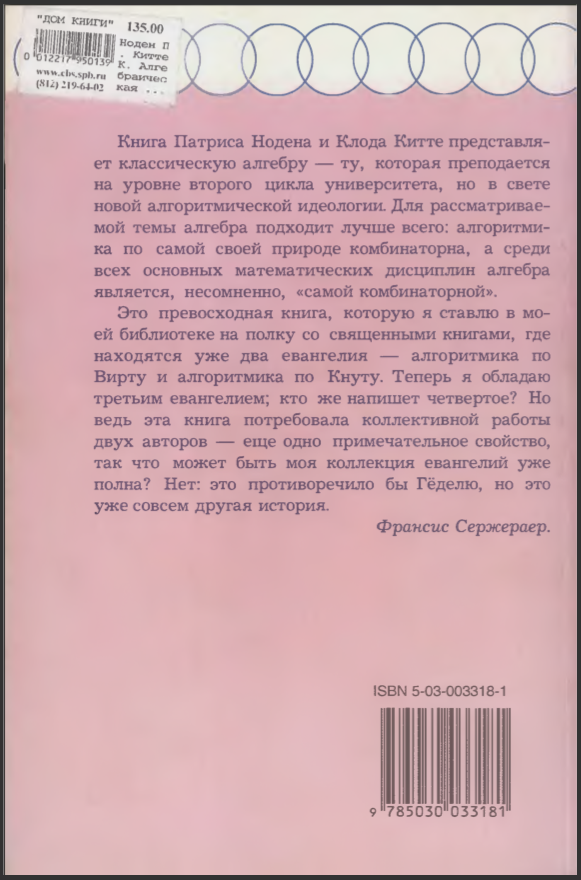 "ДОМ КНИГИ" 135.00
Ноден П
. Китте
К. Алге
браичес
кая ...
0 012217 950139
www.cbs.spb.ru
(812) 219-64-02
Книга Патриса Нодена и Клода Китте представля-
ет классическую алгебру — ту, которая преподается
на уровне второго цикла университета, но в свете
новой алгоритмической идеологии. Для рассматривае-
мой темы алгебра подходит лучше всего: алгоритми-
ка по самой своей природе комбинаторна, а среди
всех основных математических дисциплин алгебра
является, несомненно, «самой комбинаторной».
Это превосходная книга, которую я ставлю в мо-
ей библиотеке на полку со священными книгами, где
находятся уже два евангелия — алгоритмика по
Вирту и алгоритмика по Кнуту. Теперь я обладаю
третьим евангелием; кто же напишет четвертое? Но
ведь эта книга потребовала коллективной работы
двух авторов — еще одно примечательное свойство,
так что может быть моя коллекция евангелий уже
полна? Нет: это противоречило бы Гёделю, но это
уже совсем другая история.
Франсис Сержераер.
ISBN 5-03-003318-1
9 785030 033181